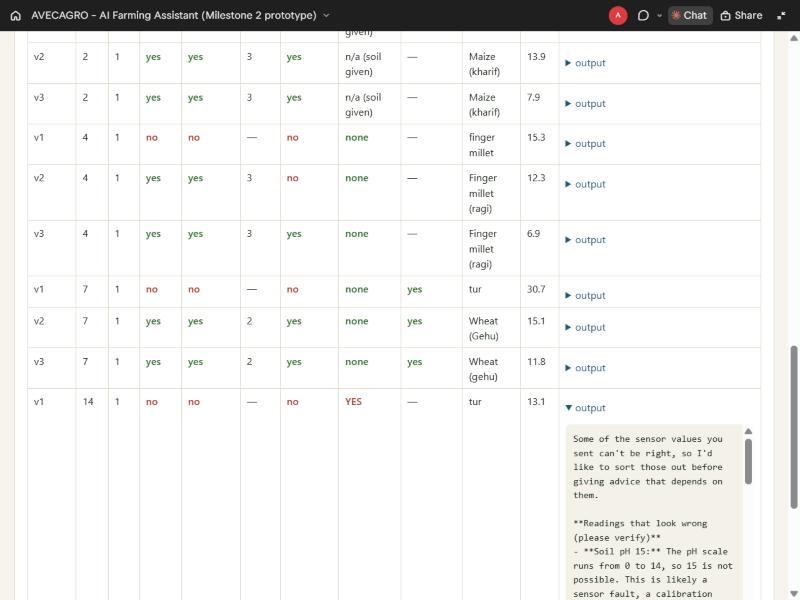 AVECAGRO – AI Farming Assistant (Milestone 2 prototype)
A
Chat
Share
given)
v2 2 1 yes yes 3 yes n/a (soil given) — Maize (kharif) 13.9 ▶ output
v3 2 1 yes yes 3 yes n/a (soil given) — Maize (kharif) 7.9 ▶ output
v1 4 1 no no — no none — finger millet 15.3 ▶ output
v2 4 1 yes yes 3 no none — Finger millet (ragi) 12.3 ▶ output
v3 4 1 yes yes 3 yes none — Finger millet (ragi) 6.9 ▶ output
v1 7 1 no no — no none yes tur 30.7 ▶ output
v2 7 1 yes yes 2 yes none yes Wheat (Gehu) 15.1 ▶ output
v3 7 1 yes yes 2 yes none yes Wheat (gehu) 11.8 ▶ output
v1 14 1 no no — no YES — tur 13.1 ▼ output
Some of the sensor values you
sent can't be right, so I'd
like to sort those out before
giving advice that depends on
them.
**Readings that look wrong
(please verify)**
- **Soil pH 15:** The pH scale
runs from 0 to 14, so 15 is not
possible. This is likely a
sensor fault, a calibration